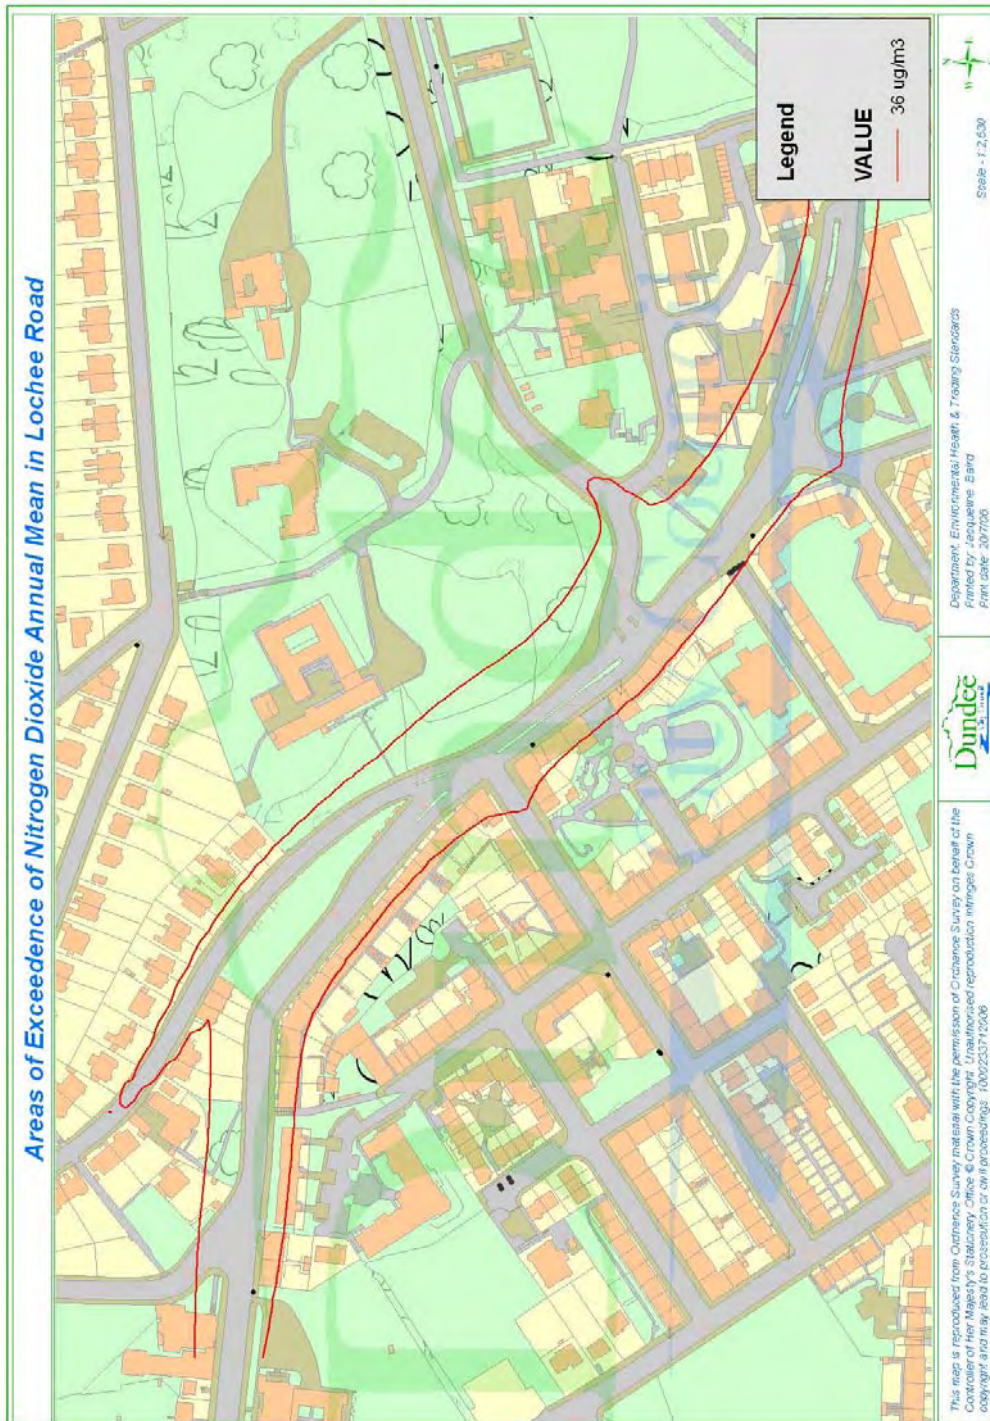 Areas of Exceedence of Nitrogen Dioxide Annual Mean in Lochee Road
Legend
VALUE
36 ug/m3
This map is reproduced from Ordnance Survey material with the permission of Ordnance Survey on behalf of the
Controller of Her Majesty's Stationery Office © Crown Copyright. Unauthorised reproduction infringes Crown
copyright and may lead to prosecution or civil proceedings.
Dundee
Department: Environmental Health & Trading Standards
Printed by: Jacqueline Baird
Print date: 20/7/06
Scale - 1:2,530
N
W
E